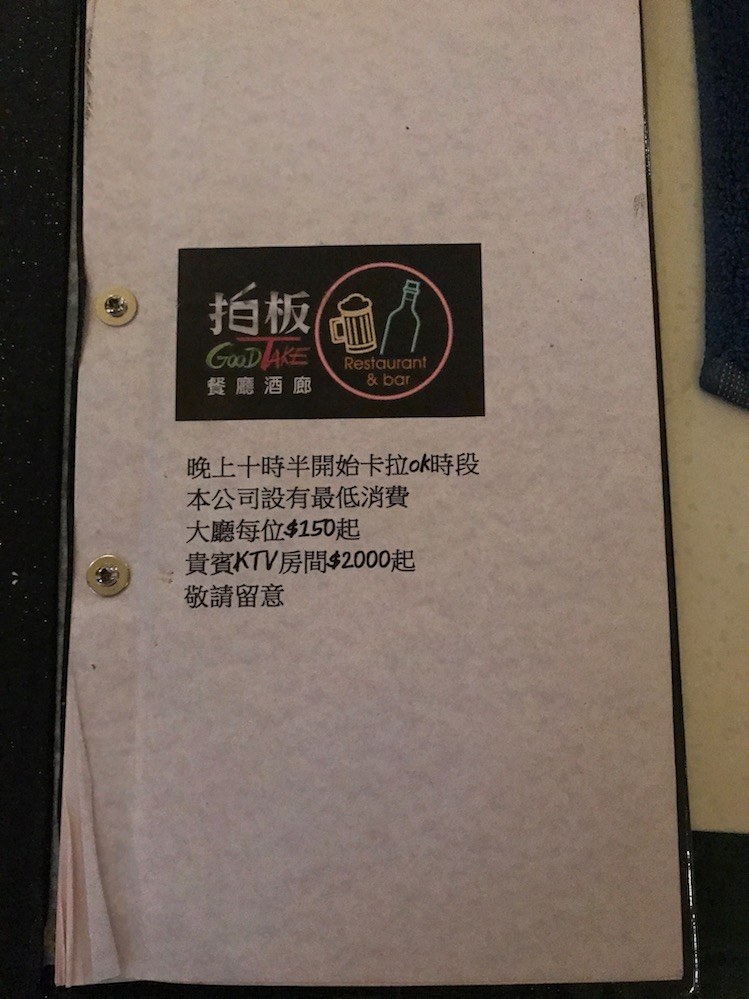 拍板
GOOD TAKE
餐廳酒廊
Restaurant
& bar
晚上十時半開始卡拉ok時段
本公司設有最低消費
大廳每位$150起
貴賓KTV房間$2000起
敬請留意